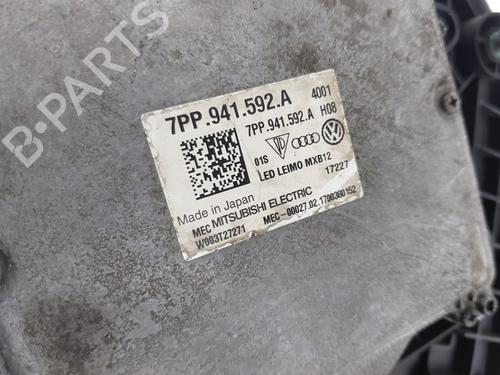 7PP.941.592.A 4001
7PP.941.592.A H08
01S
LED LEIMO MXB12
17227
Made in Japan
MEC MITSUBISHI ELECTRIC
W003T27271 MEC-00027.02.1700360152
B-PARTS